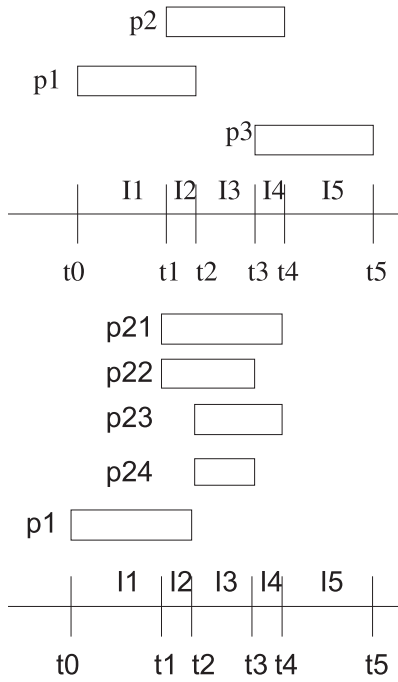 p2
p1
p3
I1 I2 I3 I4 I5
t0 t1 t2 t3 t4 t5
p21
p22
p23
p24
p1
I1 I2 I3 I4 I5
t0 t1 t2 t3 t4 t5